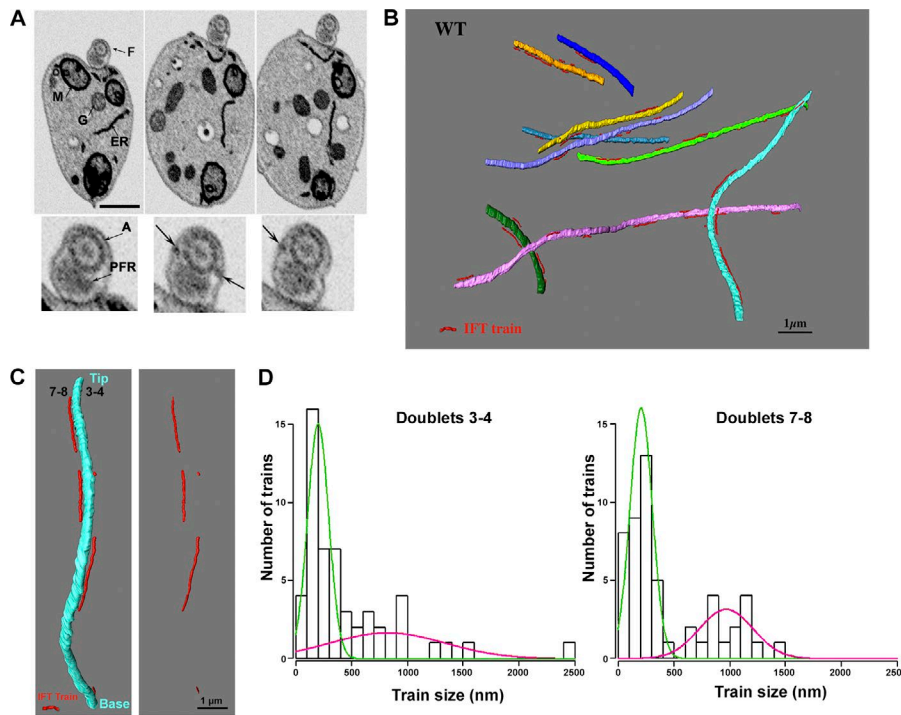 A
F
M
G
ER
A
PFR
B
WT
IFT train
1µm
C
Tip
7-8 3-4
IFT Train
Base
1 µm
D
Doublets 3-4
Number of trains
15
10
5
0
0 500 1000 1500 2000 2500
Train size (nm)
Doublets 7-8
Number of trains
15
10
5
0
0 500 1000 1500 2000 2500
Train size (nm)